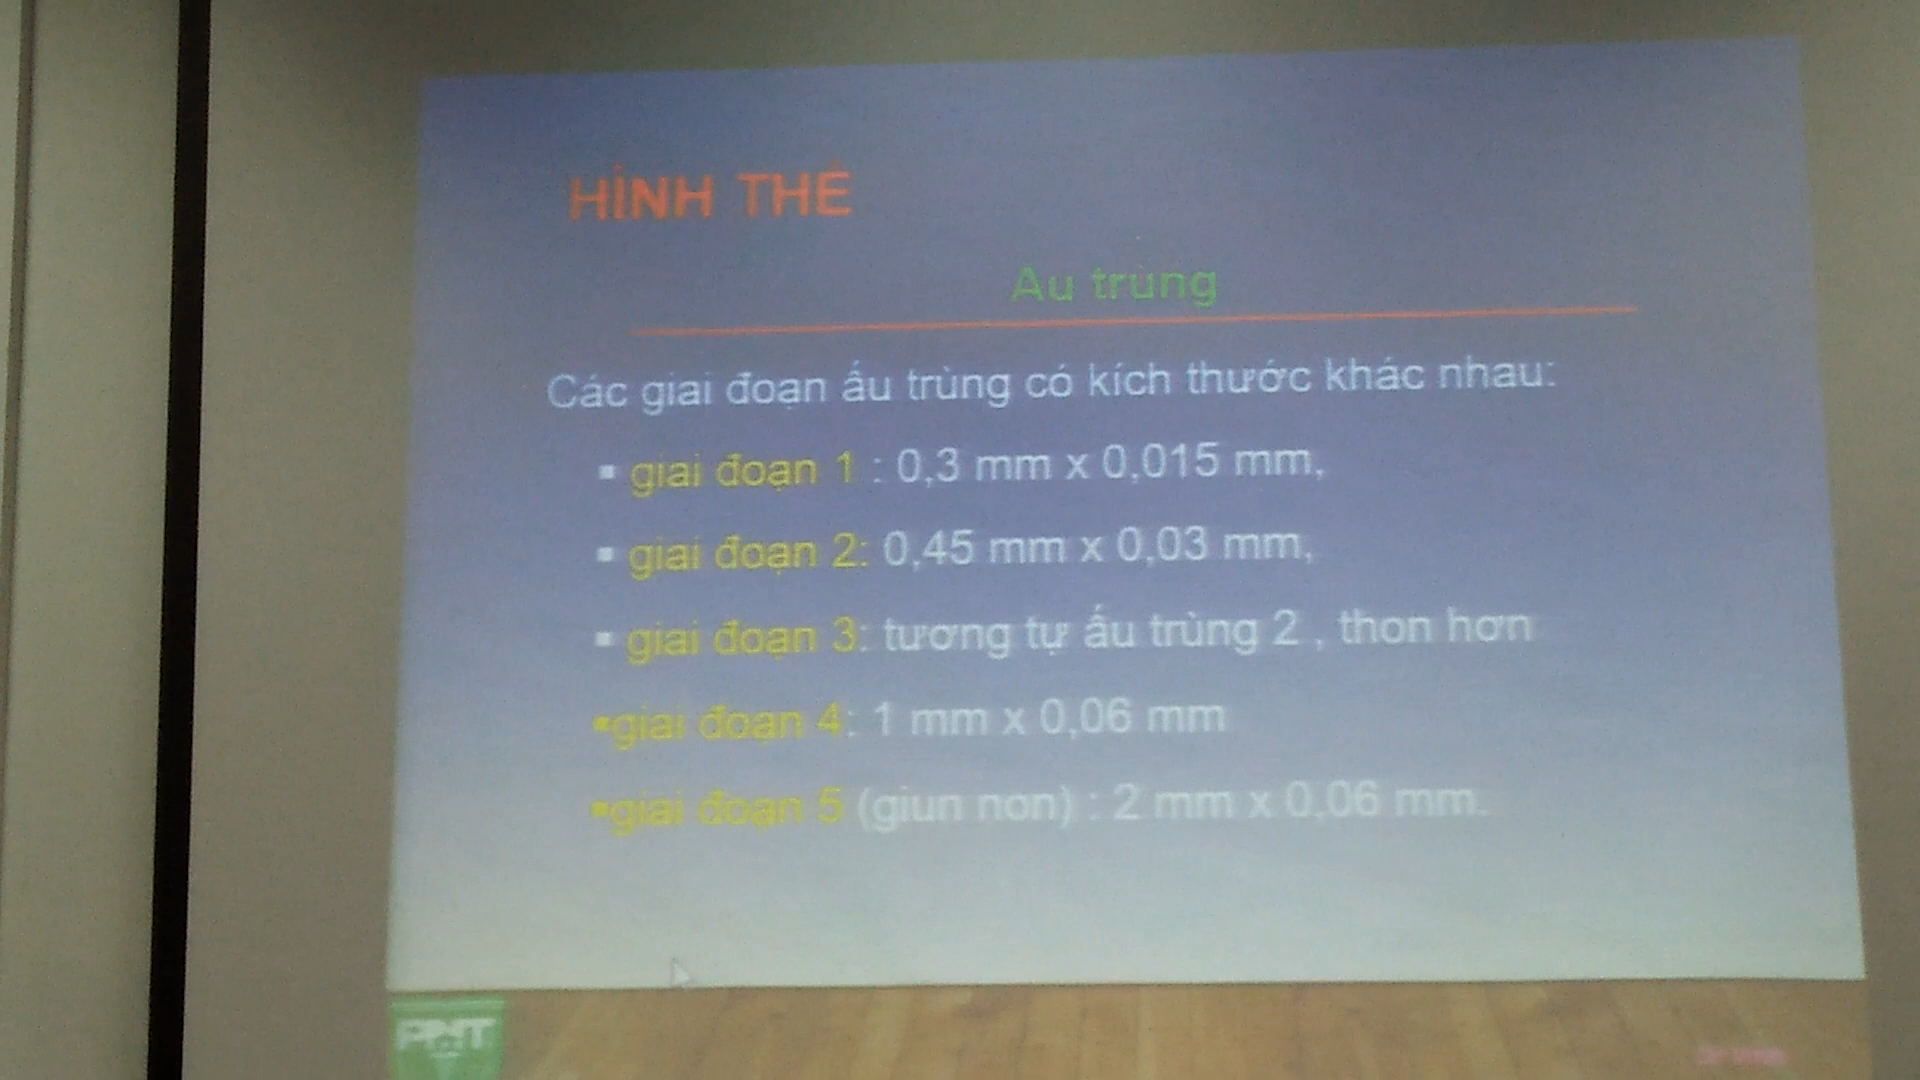 HÌNH THỂ
Ấu trùng
Các giai đoạn ấu trùng có kích thước khác nhau:
▪ giai đoạn 1 : 0,3 mm x 0,015 mm,
▪ giai đoạn 2: 0,45 mm x 0,03 mm,
▪ giai đoạn 3: tương tự ấu trùng 2 , thon hơn
▪giai đoạn 4: 1 mm x 0,06 mm
▪giai đoạn 5 (giun non) : 2 mm x 0,06 mm.
PNT